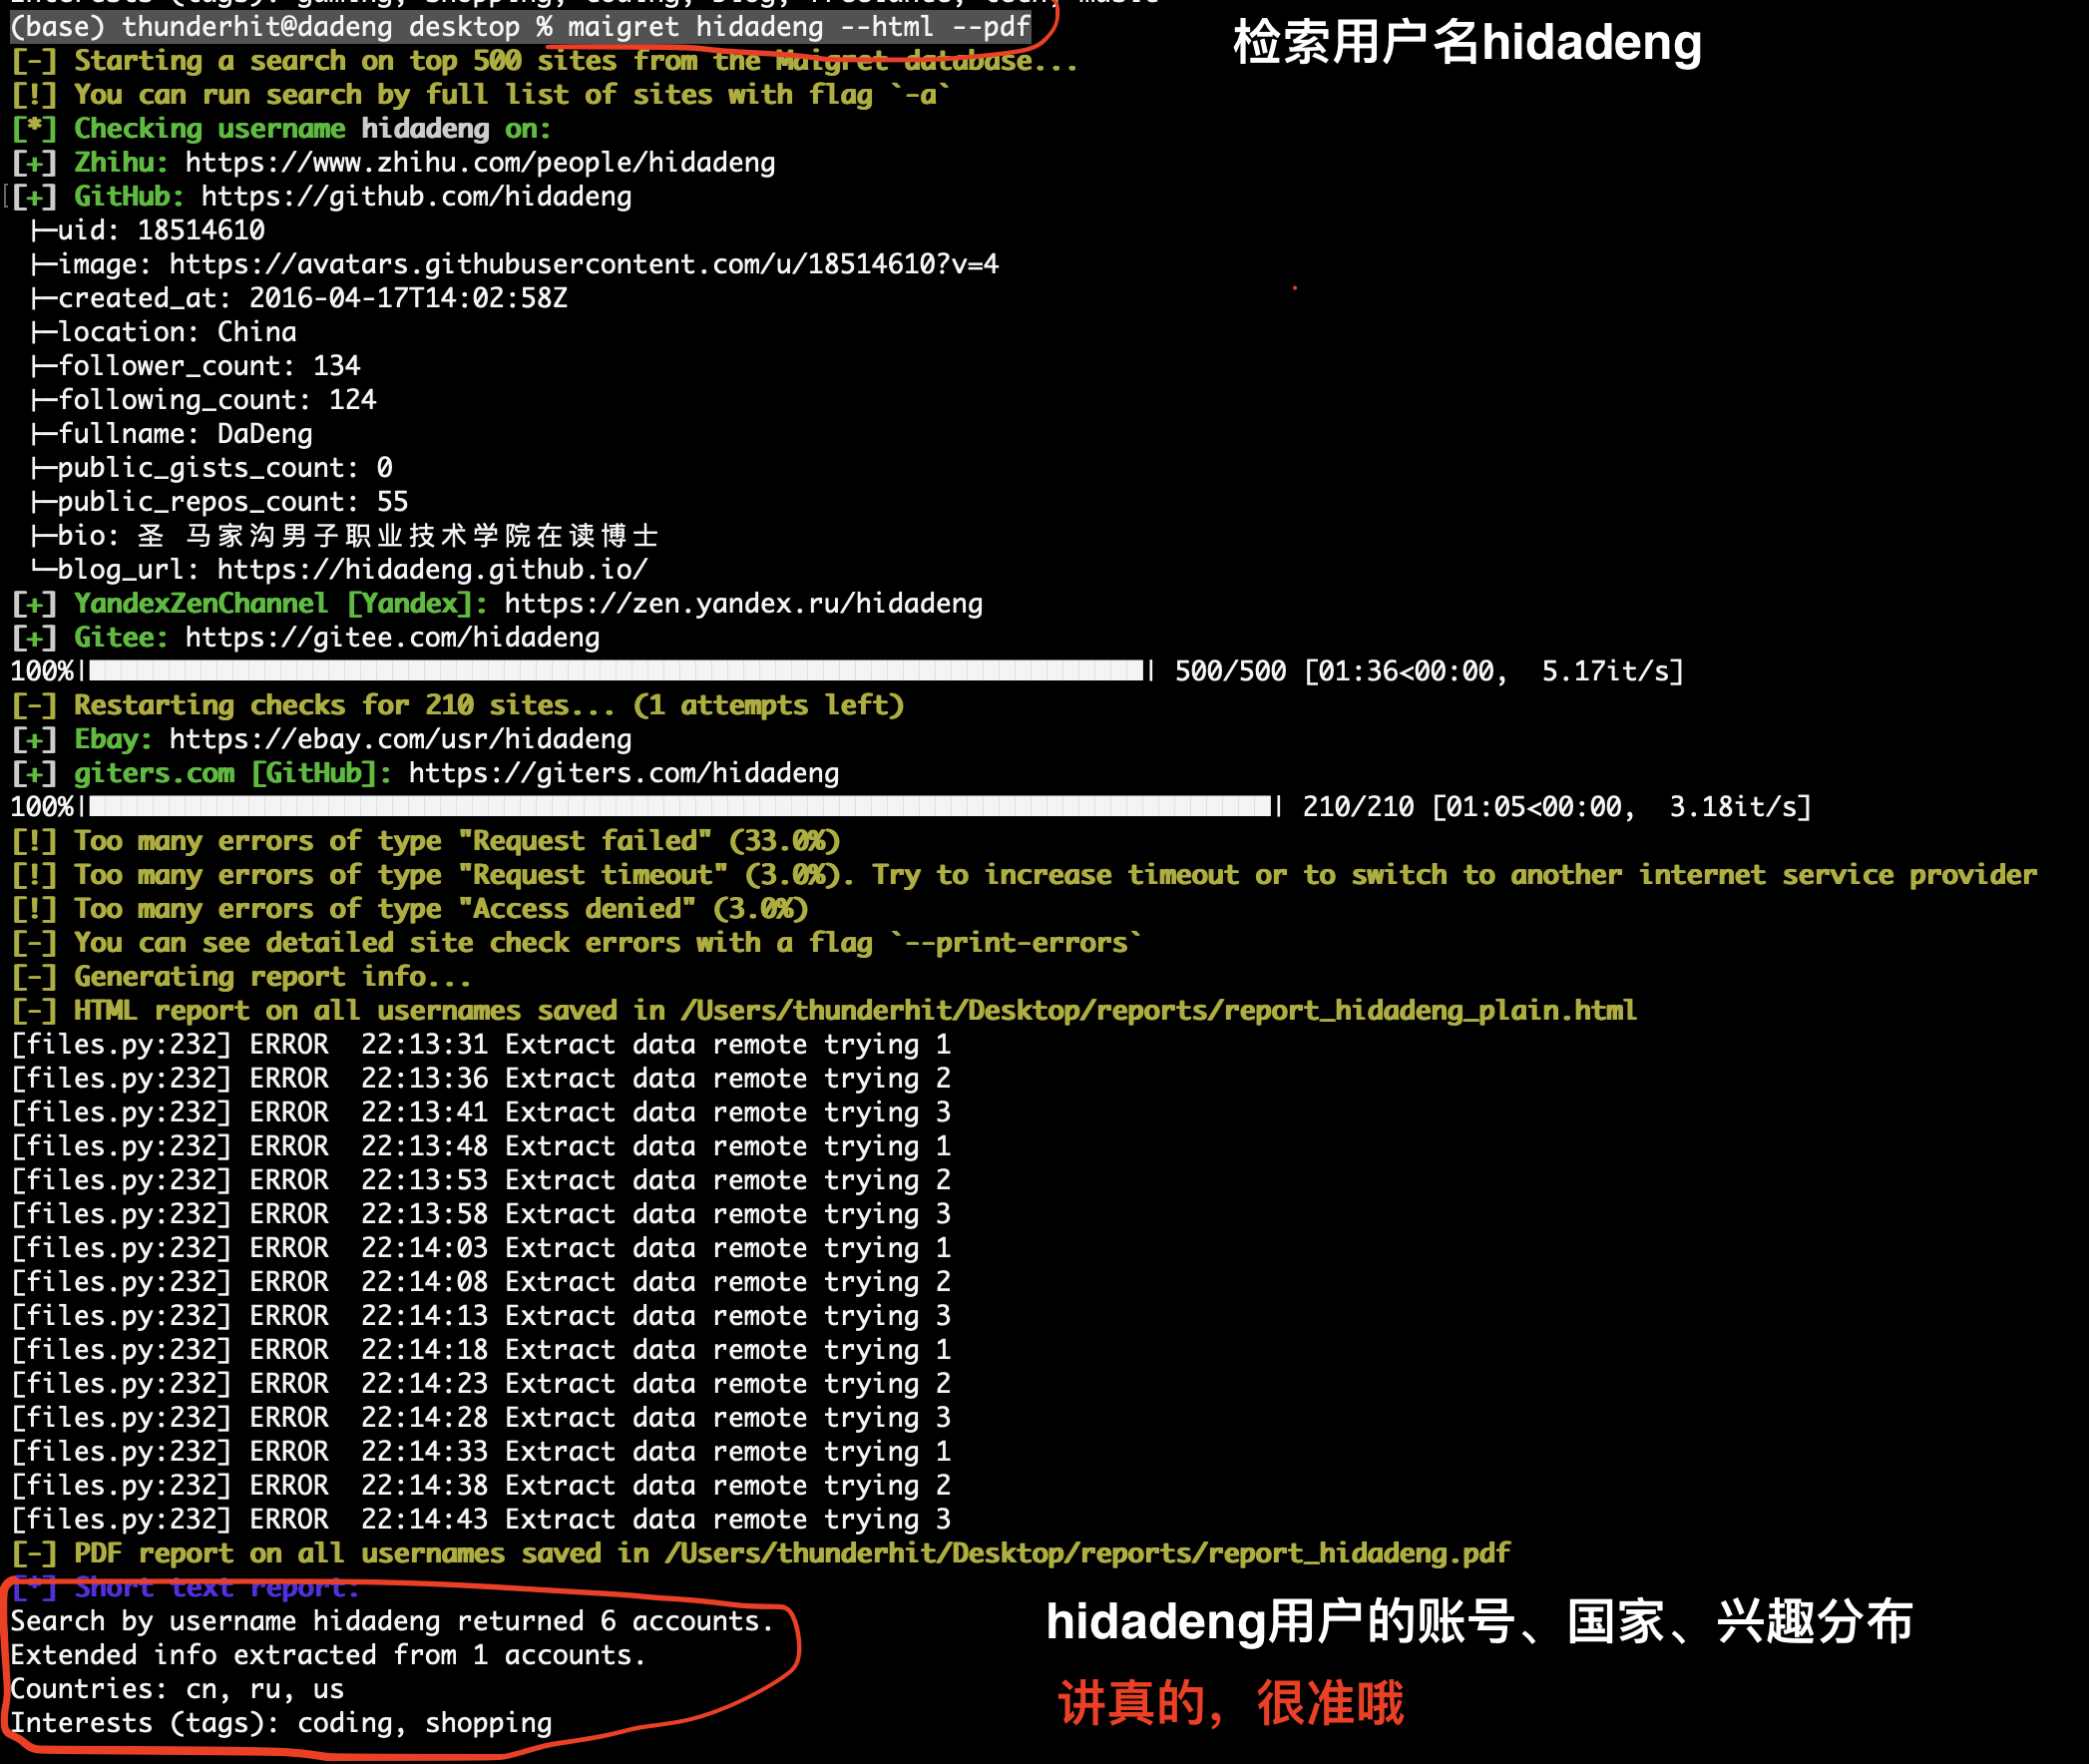 Interests (tags): gaming, shopping, coding, blog, freelance, tech, music
(base) thunderhit@dadeng desktop % maigret hidadeng --html --pdf
检索用户名hidadeng
[-] Starting a search on top 500 sites from the Maigret database...
[!] You can run search by full list of sites with flag `-a`
[*] Checking username hidadeng on:
[+] Zhihu: https://www.zhihu.com/people/hidadeng
[[+] GitHub: https://github.com/hidadeng
├─uid: 18514610
├─image: https://avatars.githubusercontent.com/u/18514610?v=4
├─created_at: 2016-04-17T14:02:58Z
├─location: China
├─follower_count: 134
├─following_count: 124
├─fullname: DaDeng
├─public_gists_count: 0
├─public_repos_count: 55
├─bio: 圣 马家沟男子职业技术学院在读博士
└─blog_url: https://hidadeng.github.io/
[+] YandexZenChannel [Yandex]: https://zen.yandex.ru/hidadeng
[+] Gitee: https://gitee.com/hidadeng
100%| | 500/500 [01:36<00:00, 5.17it/s]
[-] Restarting checks for 210 sites... (1 attempts left)
[+] Ebay: https://ebay.com/usr/hidadeng
[+] giters.com [GitHub]: https://giters.com/hidadeng
100%| | 210/210 [01:05<00:00, 3.18it/s]
[!] Too many errors of type "Request failed" (33.0%)
[!] Too many errors of type "Request timeout" (3.0%). Try to increase timeout or to switch to another internet service provider
[!] Too many errors of type "Access denied" (3.0%)
[-] You can see detailed site check errors with a flag `--print-errors`
[-] Generating report info...
[-] HTML report on all usernames saved in /Users/thunderhit/Desktop/reports/report_hidadeng_plain.html
[files.py:232] ERROR 22:13:31 Extract data remote trying 1
[files.py:232] ERROR 22:13:36 Extract data remote trying 2
[files.py:232] ERROR 22:13:41 Extract data remote trying 3
[files.py:232] ERROR 22:13:48 Extract data remote trying 1
[files.py:232] ERROR 22:13:53 Extract data remote trying 2
[files.py:232] ERROR 22:13:58 Extract data remote trying 3
[files.py:232] ERROR 22:14:03 Extract data remote trying 1
[files.py:232] ERROR 22:14:08 Extract data remote trying 2
[files.py:232] ERROR 22:14:13 Extract data remote trying 3
[files.py:232] ERROR 22:14:18 Extract data remote trying 1
[files.py:232] ERROR 22:14:23 Extract data remote trying 2
[files.py:232] ERROR 22:14:28 Extract data remote trying 3
[files.py:232] ERROR 22:14:33 Extract data remote trying 1
[files.py:232] ERROR 22:14:38 Extract data remote trying 2
[files.py:232] ERROR 22:14:43 Extract data remote trying 3
[-] PDF report on all usernames saved in /Users/thunderhit/Desktop/reports/report_hidadeng.pdf
[*] Short text report:
Search by username hidadeng returned 6 accounts.
Extended info extracted from 1 accounts.
Countries: cn, ru, us
Interests (tags): coding, shopping
hidadeng用户的账号、国家、兴趣分布
讲真的，很准哦